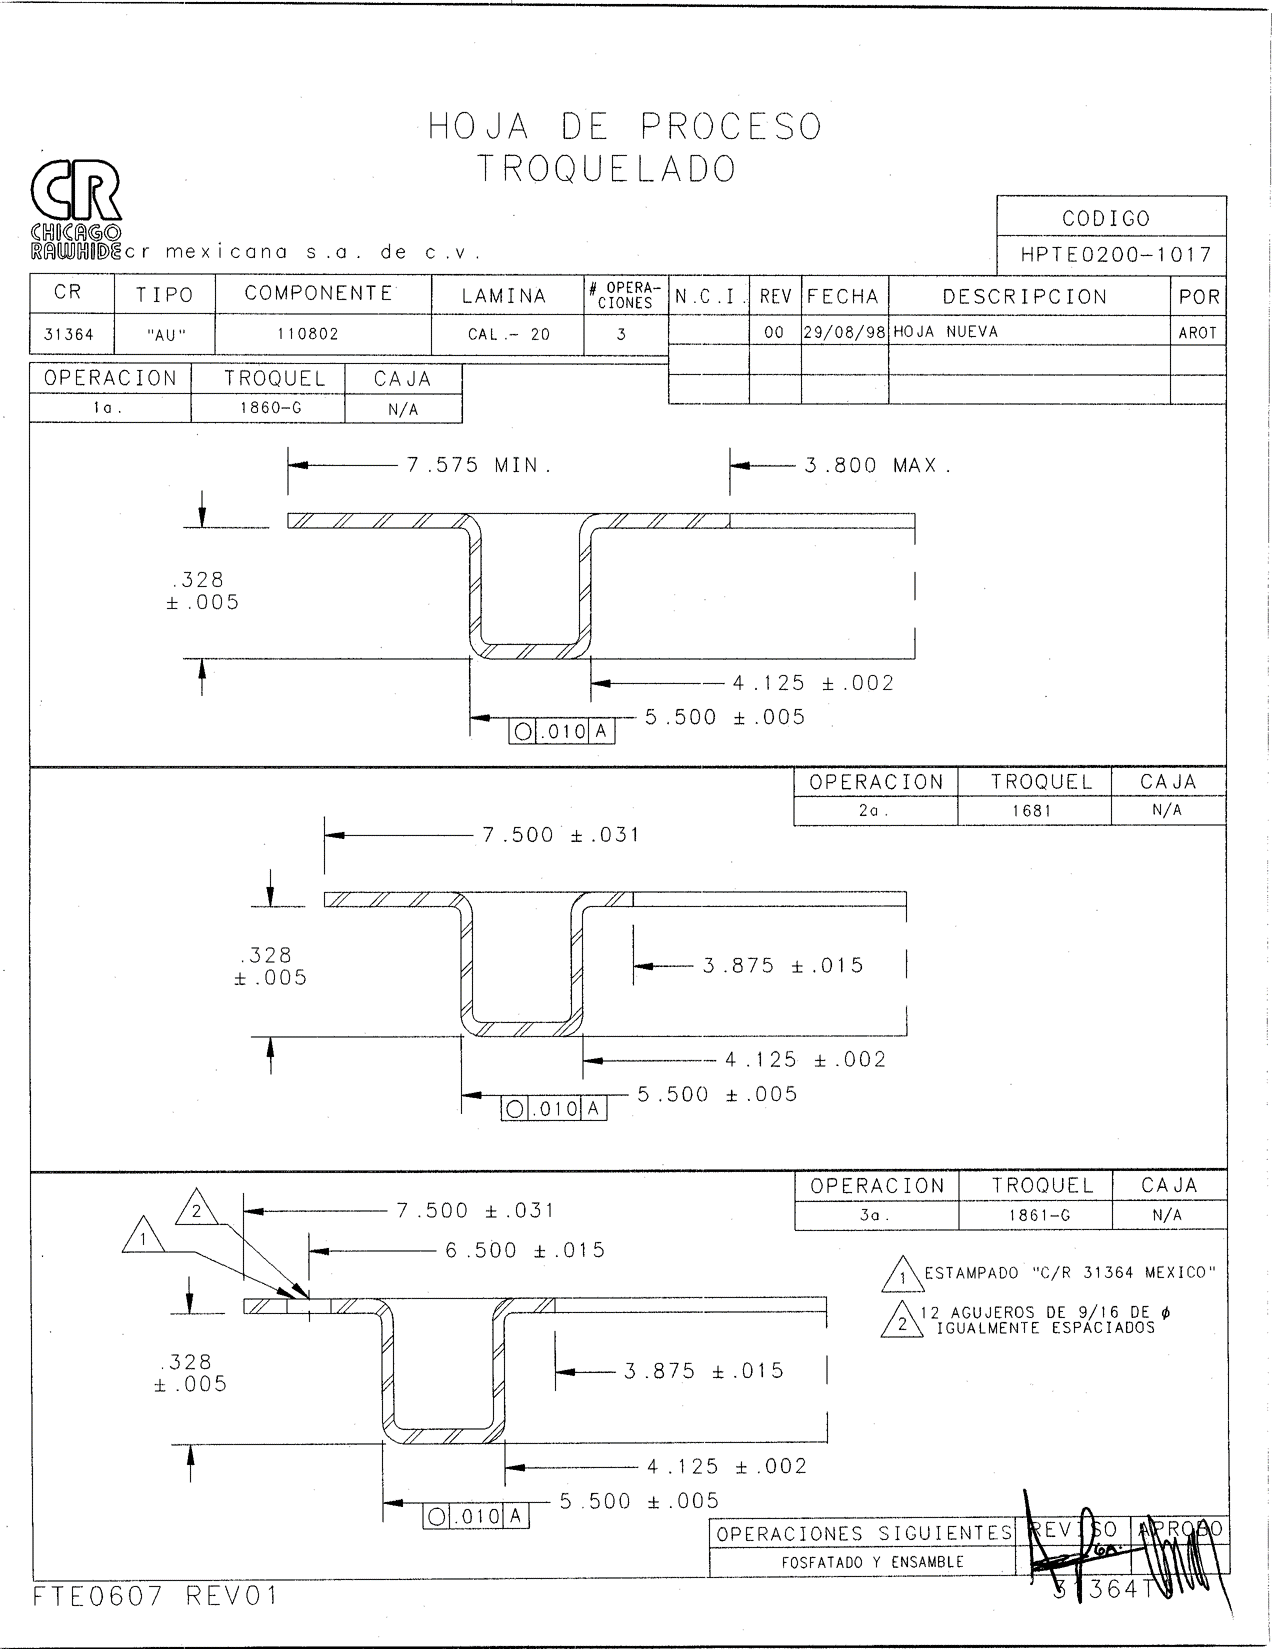 HOJA DE PROCESO
TROQUELADO
CR
CHICAGO
RAWHIDE cr mexicana s.a. de c.v.
CODIGO
HPTE0200-1017
CR TIPO COMPONENTE LAMINA # OPERA-CIONES N.C.I. REV FECHA DESCRIPCION POR
31364 "AU" 110802 CAL.- 20 3 00 29/08/98 HOJA NUEVA AROT
OPERACION TROQUEL CAJA
1a. 1860-G N/A
7.575 MIN. 3.800 MAX.
.328
±.005
4.125 ±.002
5.500 ±.005
○ .010 A
OPERACION TROQUEL CAJA
2a. 1681 N/A
7.500 ±.031
.328
±.005
3.875 ±.015
4.125 ±.002
5.500 ±.005
○ .010 A
OPERACION TROQUEL CAJA
3a. 1861-G N/A
2 7.500 ±.031
1 6.500 ±.015
1 ESTAMPADO "C/R 31364 MEXICO"
2 12 AGUJEROS DE 9/16 DE ø
IGUALMENTE ESPACIADOS
.328
±.005
3.875 ±.015
4.125 ±.002
5.500 ±.005
○ .010 A
OPERACIONES SIGUIENTES REVISO APROBO
FOSFATADO Y ENSAMBLE
FTE0607 REV01 31364T